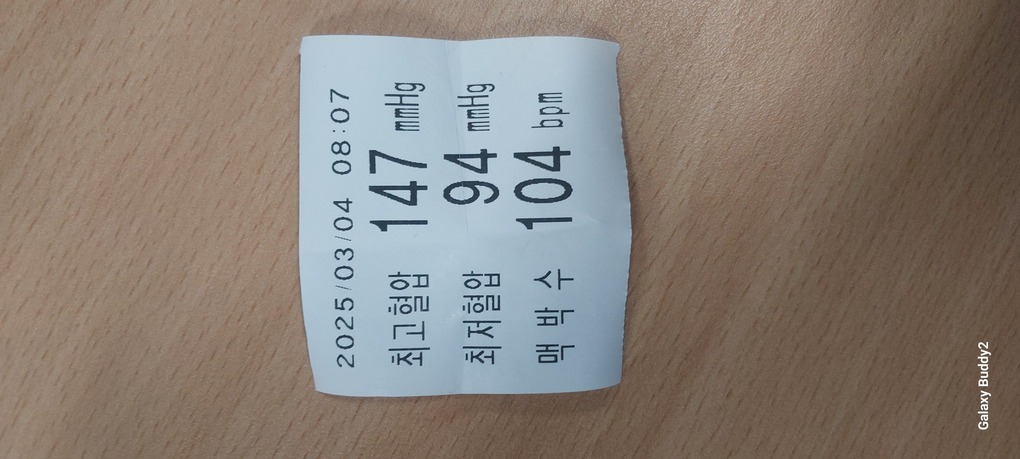 2025/03/04 08:07
최고혈압 147 mmHg
최저혈압 94 mmHg
맥 박 수 104 bpm
Galaxy Buddy2